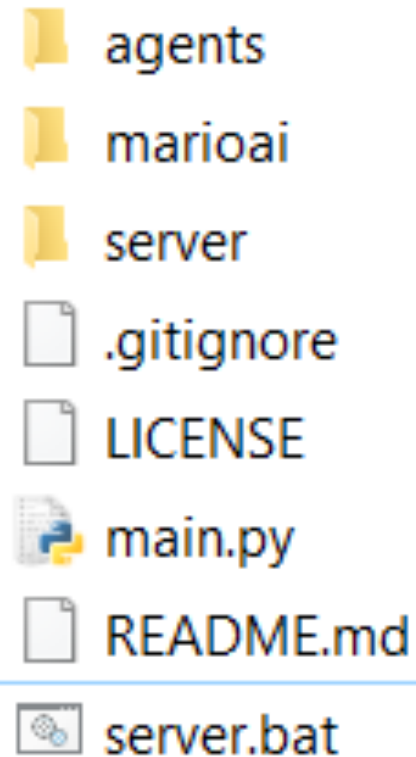 agents
marioai
server
.gitignore
LICENSE
main.py
README.md
server.bat